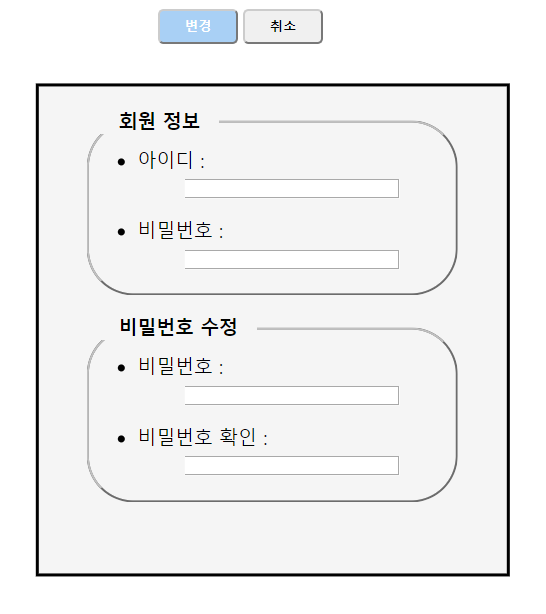 변경 취소
회원 정보
아이디 :
비밀번호 :
비밀번호 수정
비밀번호 :
비밀번호 확인 :